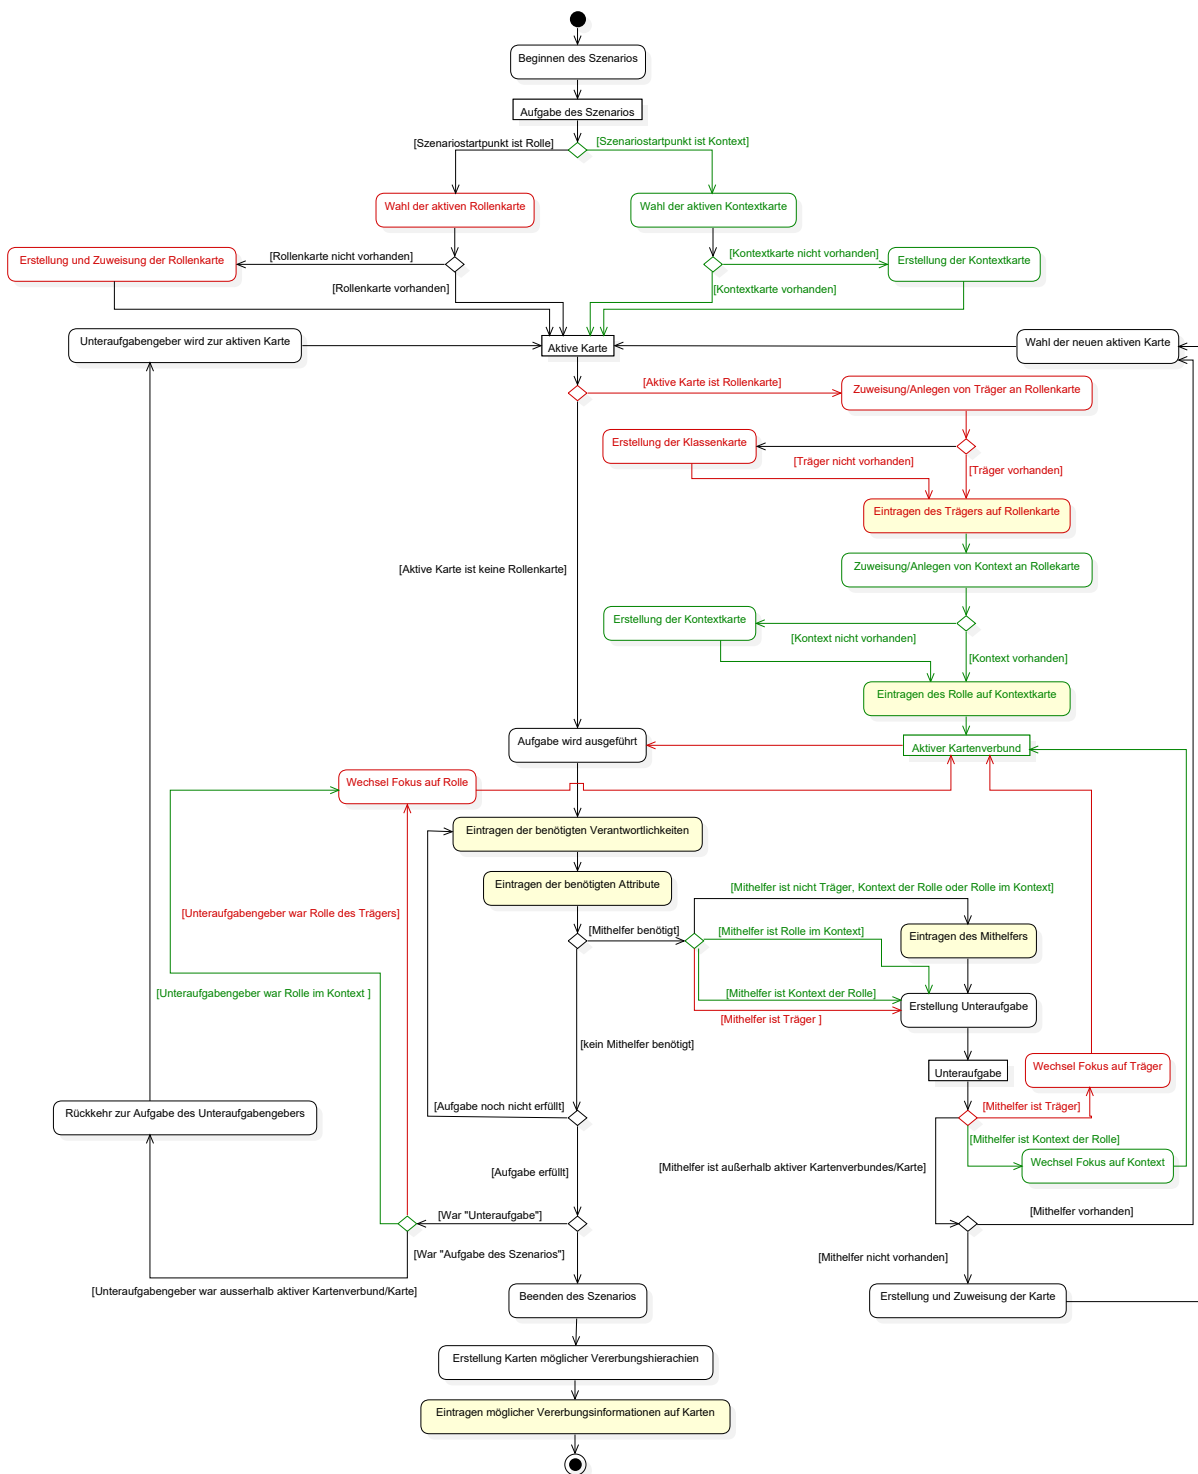 Beginnen des Szenarios
Aufgabe des Szenarios
[Szenariostartpunkt ist Rolle]
[Szenariostartpunkt ist Kontext]
Wahl der aktiven Rollenkarte
Wahl der aktiven Kontextkarte
Erstellung und Zuweisung der Rollenkarte
[Rollenkarte nicht vorhanden]
[Kontextkarte nicht vorhanden]
Erstellung der Kontextkarte
[Rollenkarte vorhanden]
[Kontextkarte vorhanden]
Unteraufgabengeber wird zur aktiven Karte
Aktive Karte
Wahl der neuen aktiven Karte
[Aktive Karte ist Rollenkarte]
Zuweisung/Anlegen von Träger an Rollenkarte
Erstellung der Klassenkarte
[Träger nicht vorhanden]
[Träger vorhanden]
Eintragen des Trägers auf Rollenkarte
[Aktive Karte ist keine Rollenkarte]
Zuweisung/Anlegen von Kontext an Rollekarte
Erstellung der Kontextkarte
[Kontext nicht vorhanden]
[Kontext vorhanden]
Eintragen des Rolle auf Kontextkarte
Aufgabe wird ausgeführt
Aktiver Kartenverbund
Wechsel Fokus auf Rolle
Eintragen der benötigten Verantwortlichkeiten
Eintragen der benötigten Attribute
[Mithelfer ist nicht Träger, Kontext der Rolle oder Rolle im Kontext]
[Unteraufgabengeber war Rolle des Trägers]
[Mithelfer benötigt]
[Mithelfer ist Rolle im Kontext]
Eintragen des Mithelfers
[Unteraufgabengeber war Rolle im Kontext ]
[Mithelfer ist Kontext der Rolle]
Erstellung Unteraufgabe
[Mithelfer ist Träger ]
[kein Mithelfer benötigt]
Unteraufgabe
Wechsel Fokus auf Träger
Rückkehr zur Aufgabe des Unteraufgabengebers
[Aufgabe noch nicht erfüllt]
[Mithelfer ist Träger]
[Mithelfer ist Kontext der Rolle]
[Aufgabe erfüllt]
[Mithelfer ist außerhalb aktiver Kartenverbundes/Karte]
Wechsel Fokus auf Kontext
[War "Unteraufgabe"]
[Mithelfer vorhanden]
[War "Aufgabe des Szenarios"]
[Mithelfer nicht vorhanden]
[Unteraufgabengeber war ausserhalb aktiver Kartenverbund/Karte]
Beenden des Szenarios
Erstellung und Zuweisung der Karte
Erstellung Karten möglicher Vererbungshierachien
Eintragen möglicher Vererbungsinformationen auf Karten